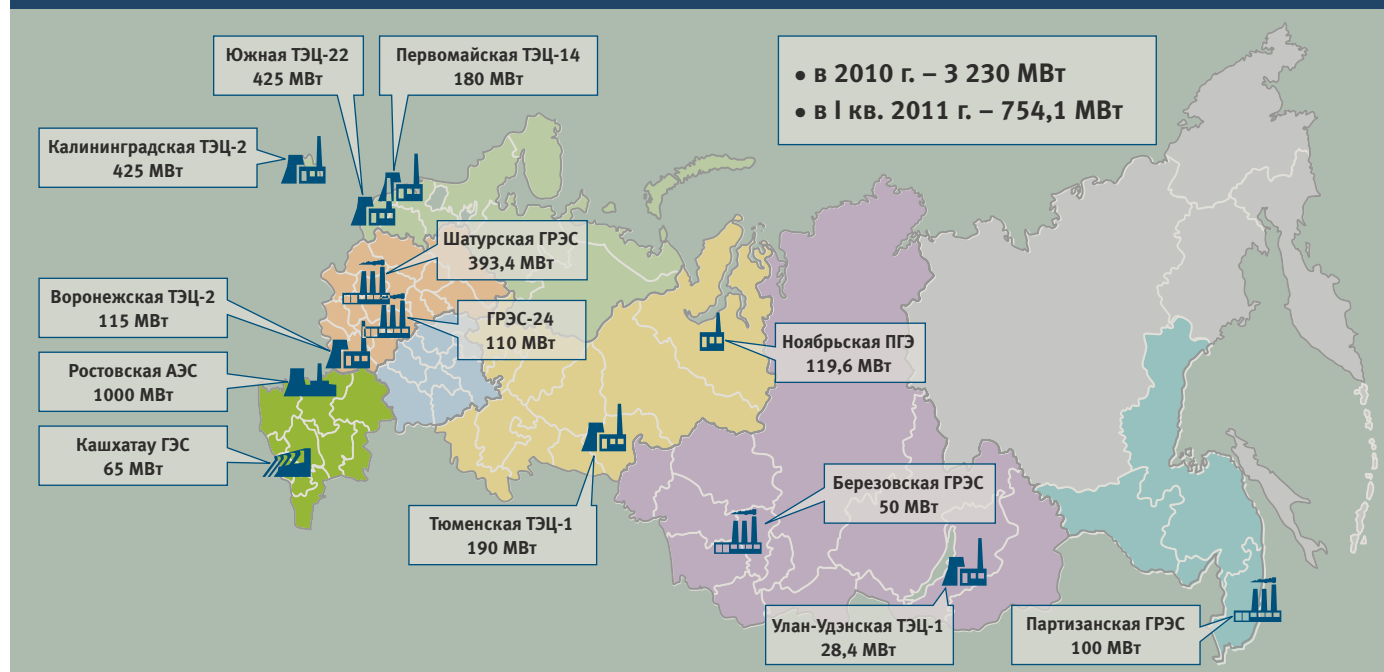 Южная ТЭЦ-22
425 МВт
Первомайская ТЭЦ-14
180 МВт
• в 2010 г. – 3 230 МВт
• в I кв. 2011 г. – 754,1 МВт
Калининградская ТЭЦ-2
425 МВт
Шатурская ГРЭС
393,4 МВт
Воронежская ТЭЦ-2
115 МВт
ГРЭС-24
110 МВт
Ноябрьская ПГЭ
119,6 МВт
Ростовская АЭС
1000 МВт
Кашхатау ГЭС
65 МВт
Березовская ГРЭС
50 МВт
Тюменская ТЭЦ-1
190 МВт
Улан-Удэнская ТЭЦ-1
28,4 МВт
Партизанская ГРЭС
100 МВт